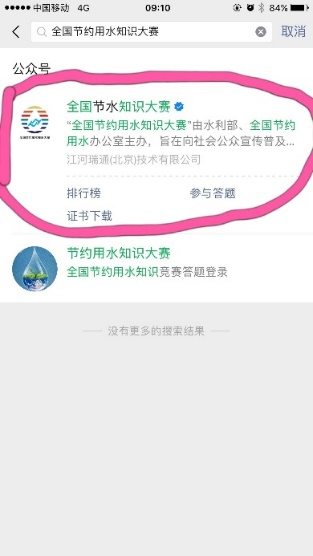 中国移动 4G 09:10 84%
全国节约用水知识大赛 取消
公众号
全国节水知识大赛
“全国节约用水知识大赛”由水利部、全国节约
用水办公室主办，旨在向社会公众宣传普及...
江河瑞通(北京)技术有限公司
排行榜 参与答题
证书下载
节约用水知识大赛
全国节约用水知识竞赛答题登录
没有更多的搜索结果